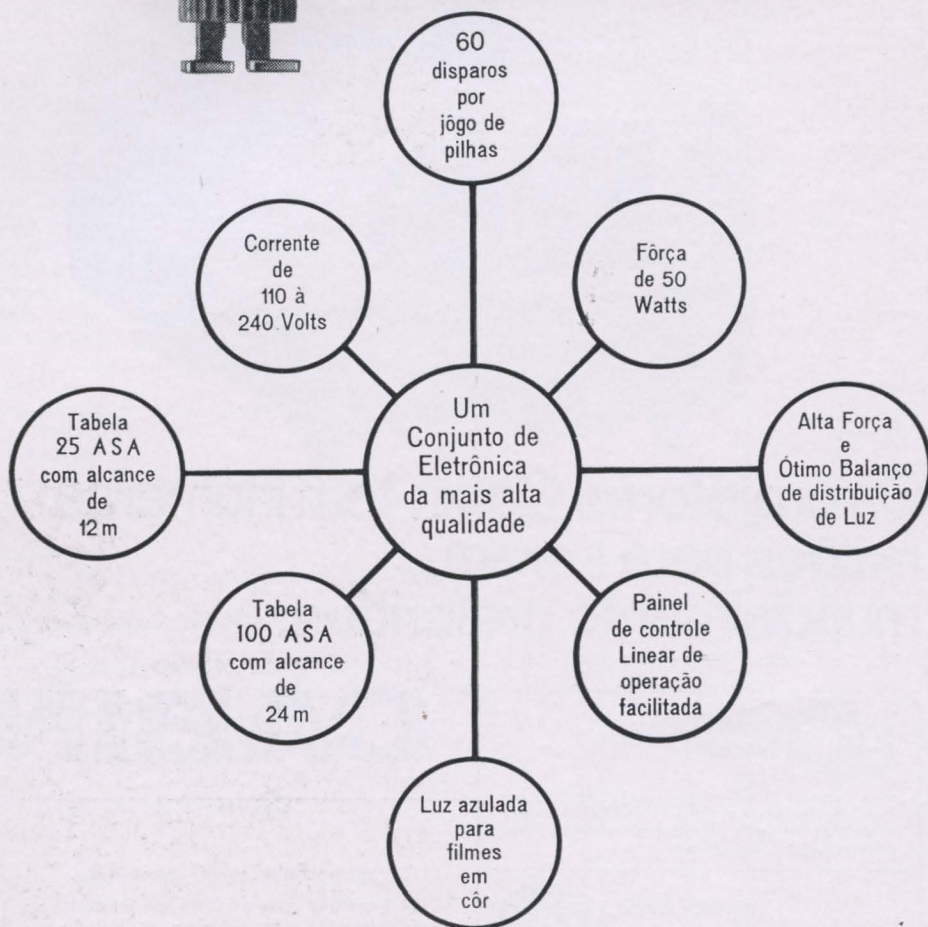 60
disparos
por
jôgo de
pilhas
Corrente
de
110 à
240 Volts
Fôrça
de 50
Watts
Tabela
25 ASA
com alcance
de
12 m
Um
Conjunto de
Eletrônica
da mais alta
qualidade
Alta Força
e
Ótimo Balanço
de distribuição
de Luz
Tabela
100 ASA
com alcance
de
24 m
Painel
de controle
Linear de
operação
facilitada
Luz azulada
para
filmes
em
côr